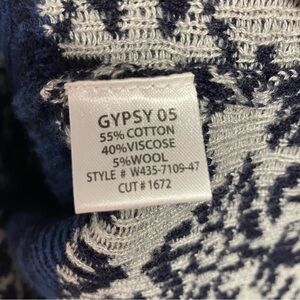 GYPSY 05
55% COTTON
40%VISCOSE
5%WOOL
STYLE # W435-7109-47
CUT #1672